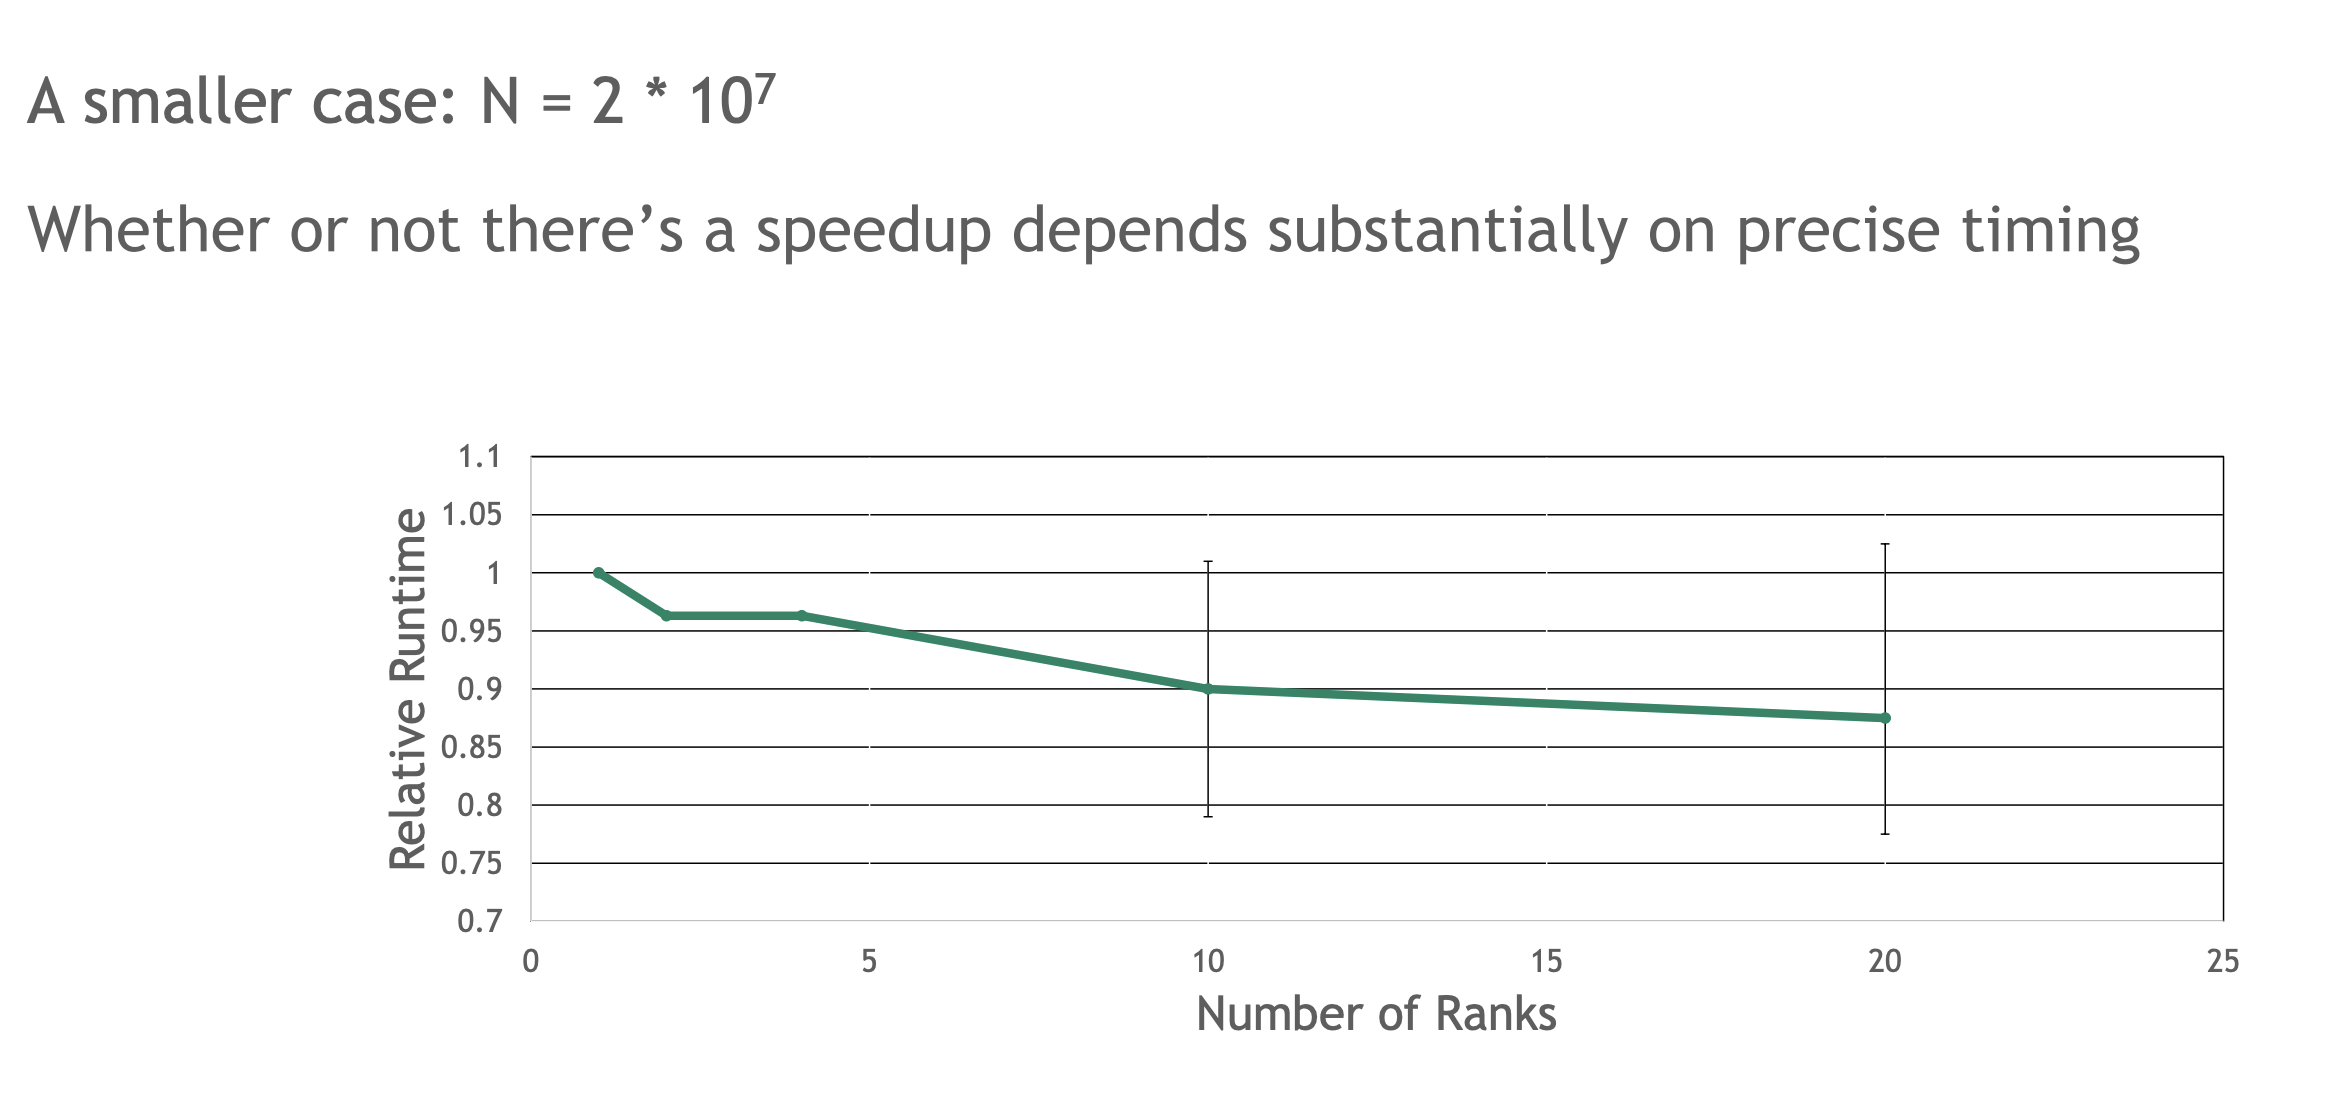 A smaller case: N = 2 * 10⁷
Whether or not there’s a speedup depends substantially on precise timing
1.1
1.05
1
0.95
0.9
0.85
0.8
0.75
0.7
Relative Runtime
0 5 10 15 20 25
Number of Ranks